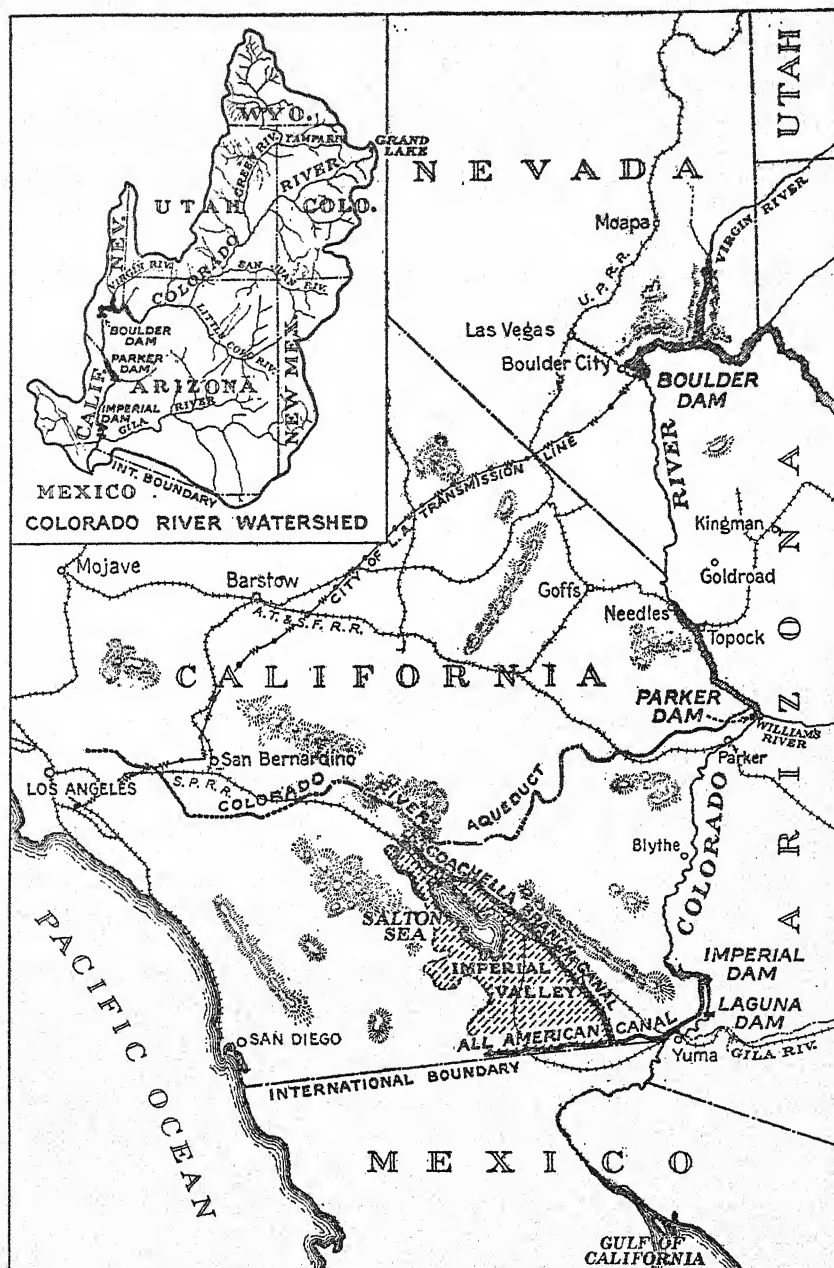 WYO.
GREEN RIV.
YAMPA RIV.
GRAND
LAKE
UTAH
COLO.
COLORADO RIVER
NEV.
VIRGIN RIV.
SAN JUAN RIV.
LITTLE COLO RIV.
BOULDER
DAM
PARKER
DAM
ARIZONA
CALIF.
IMPERIAL
DAM
GILA RIVER
NEW MEX.
INT. BOUNDARY
MEXICO
COLORADO RIVER WATERSHED
UTAH
NEVADA
Moapa
VIRGIN RIVER
U. P. R. R.
Las Vegas
Boulder City
BOULDER
DAM
CITY OF L.A. TRANSMISSION LINE
Kingman
Goldroad
Mojave
Barstow
A.T. & S.F. R.R.
Goffs
Needles
Topock
CALIFORNIA
PARKER
DAM
WILLIAMS
RIVER
Parker
San Bernardino
LOS ANGELES
S. P. R. R.
COLORADO RIVER AQUEDUCT
Blythe
COLORADO RIVER
ARIZONA
COACHELLA BRANCH CANAL
SALTON
SEA
IMPERIAL
VALLEY
IMPERIAL
DAM
LAGUNA
DAM
ALL AMERICAN CANAL
Yuma
GILA RIV.
SAN DIEGO
INTERNATIONAL BOUNDARY
PACIFIC OCEAN
MEXICO
GULF OF
CALIFORNIA